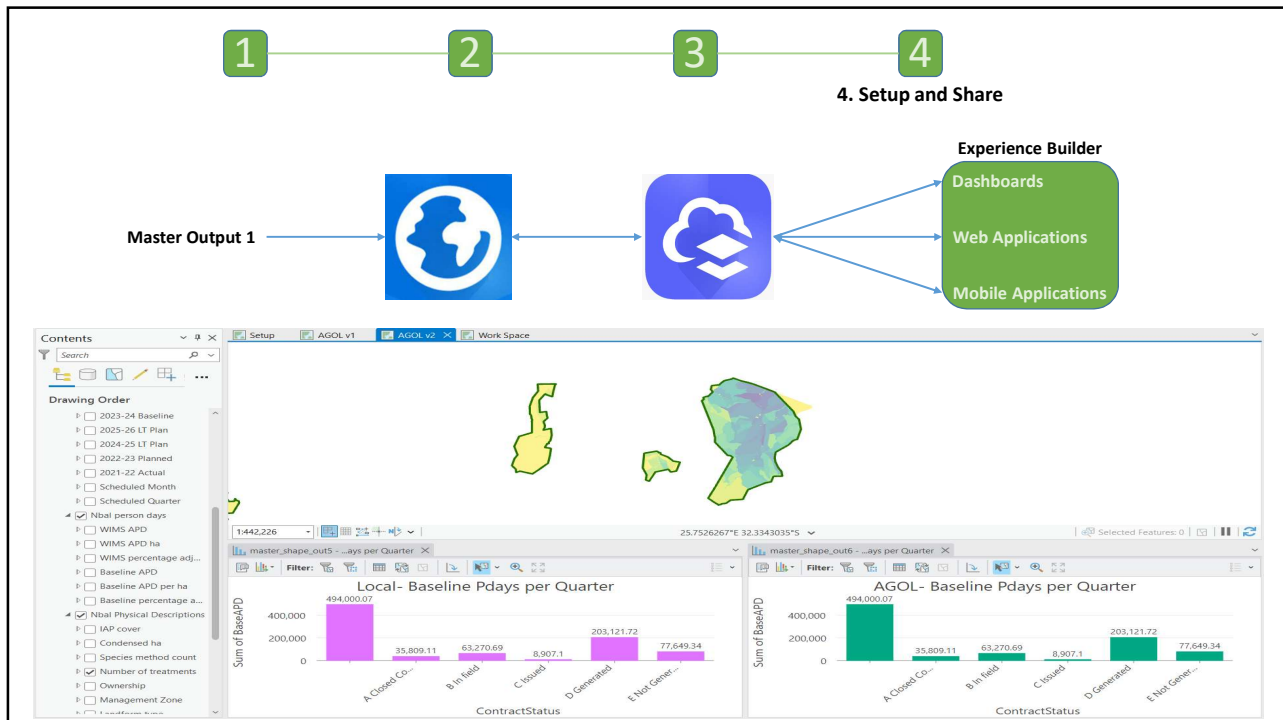 1
2
3
4
4. Setup and Share
Experience Builder
Master Output 1
Dashboards
Web Applications
Mobile Applications
Contents
Search
Drawing Order
2023-24 Baseline
2025-26 LT Plan
2024-25 LT Plan
2022-23 Planned
2021-22 Actual
Scheduled Month
Scheduled Quarter
Nbal person days
WIMS APD
WIMS APD ha
WIMS percentage adj...
Baseline APD
Baseline APD per ha
Baseline percentage a...
Nbal Physical Descriptions
IAP cover
Condensed ha
Species method count
Number of treatments
Ownership
Management Zone
Landform type
Setup AGOL v1 AGOL v2 Work Space
1:442,226 25.7526267°E 32.3343035°S Selected Features: 0
master_shape_out5 - ...ays per Quarter
Filter:
Local- Baseline Pdays per Quarter
Sum of BaseAPD
400,000
200,000
0
494,000.07
35,809.11
63,270.69
8,907.1
203,121.72
77,649.34
A Closed Co...
B In field
C Issued
D Generated
E Not Gener...
ContractStatus
master_shape_out6 - ...ays per Quarter
Filter:
AGOL- Baseline Pdays per Quarter
Sum of BaseAPD
400,000
200,000
0
494,000.07
35,809.11
63,270.69
8,907.1
203,121.72
77,649.34
A Closed Co...
B In field
C Issued
D Generated
E Not Gener...
ContractStatus